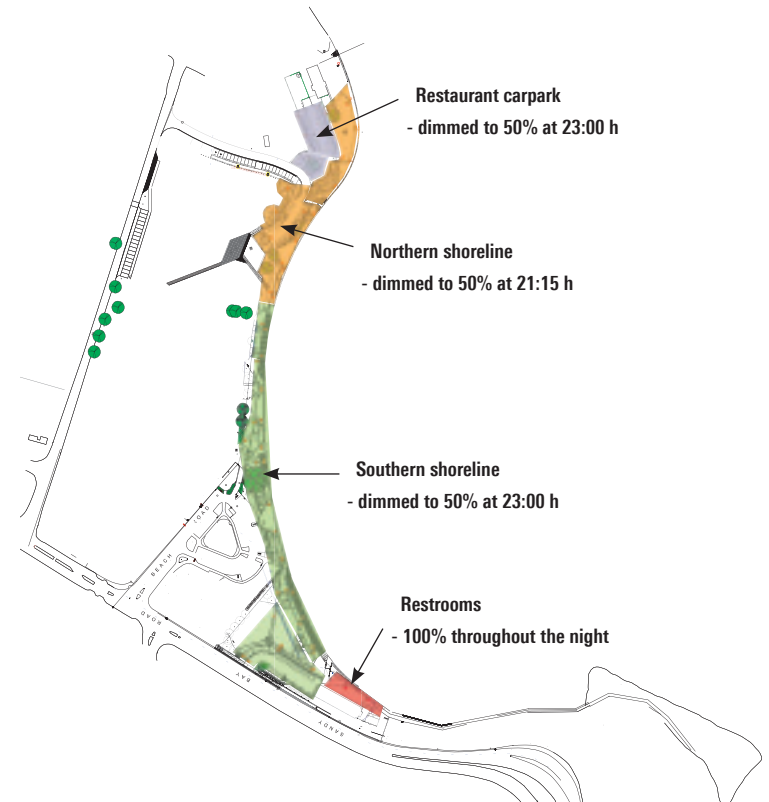 Restaurant carpark
- dimmed to 50% at 23:00 h
Northern shoreline
- dimmed to 50% at 21:15 h
Southern shoreline
- dimmed to 50% at 23:00 h
BEACH ROAD
Restrooms
- 100% throughout the night
SANDY BAY ROAD